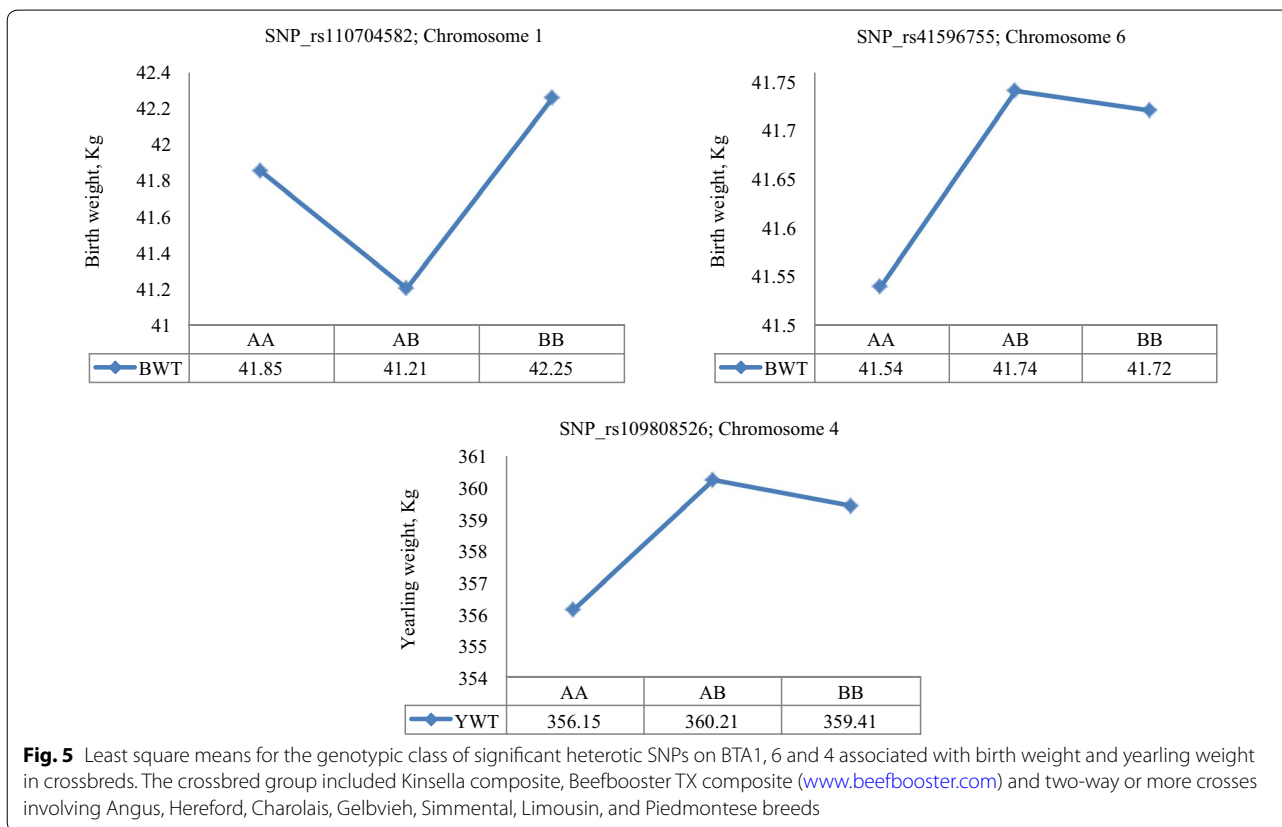 SNP_rs110704582; Chromosome 1
Birth weight, Kg
42.4
42.2
42
41.8
41.6
41.4
41.2
41
AA AB BB
BWT 41.85 41.21 42.25
SNP_rs41596755; Chromosome 6
Birth weight, Kg
41.75
41.7
41.65
41.6
41.55
41.5
AA AB BB
BWT 41.54 41.74 41.72
SNP_rs109808526; Chromosome 4
Yearling weight, Kg
361
360
359
358
357
356
355
354
AA AB BB
YWT 356.15 360.21 359.41
Fig. 5 Least square means for the genotypic class of significant heterotic SNPs on BTA1, 6 and 4 associated with birth weight and yearling weight
in crossbreds. The crossbred group included Kinsella composite, Beefbooster TX composite (www.beefbooster.com) and two-way or more crosses
involving Angus, Hereford, Charolais, Gelbvieh, Simmental, Limousin, and Piedmontese breeds